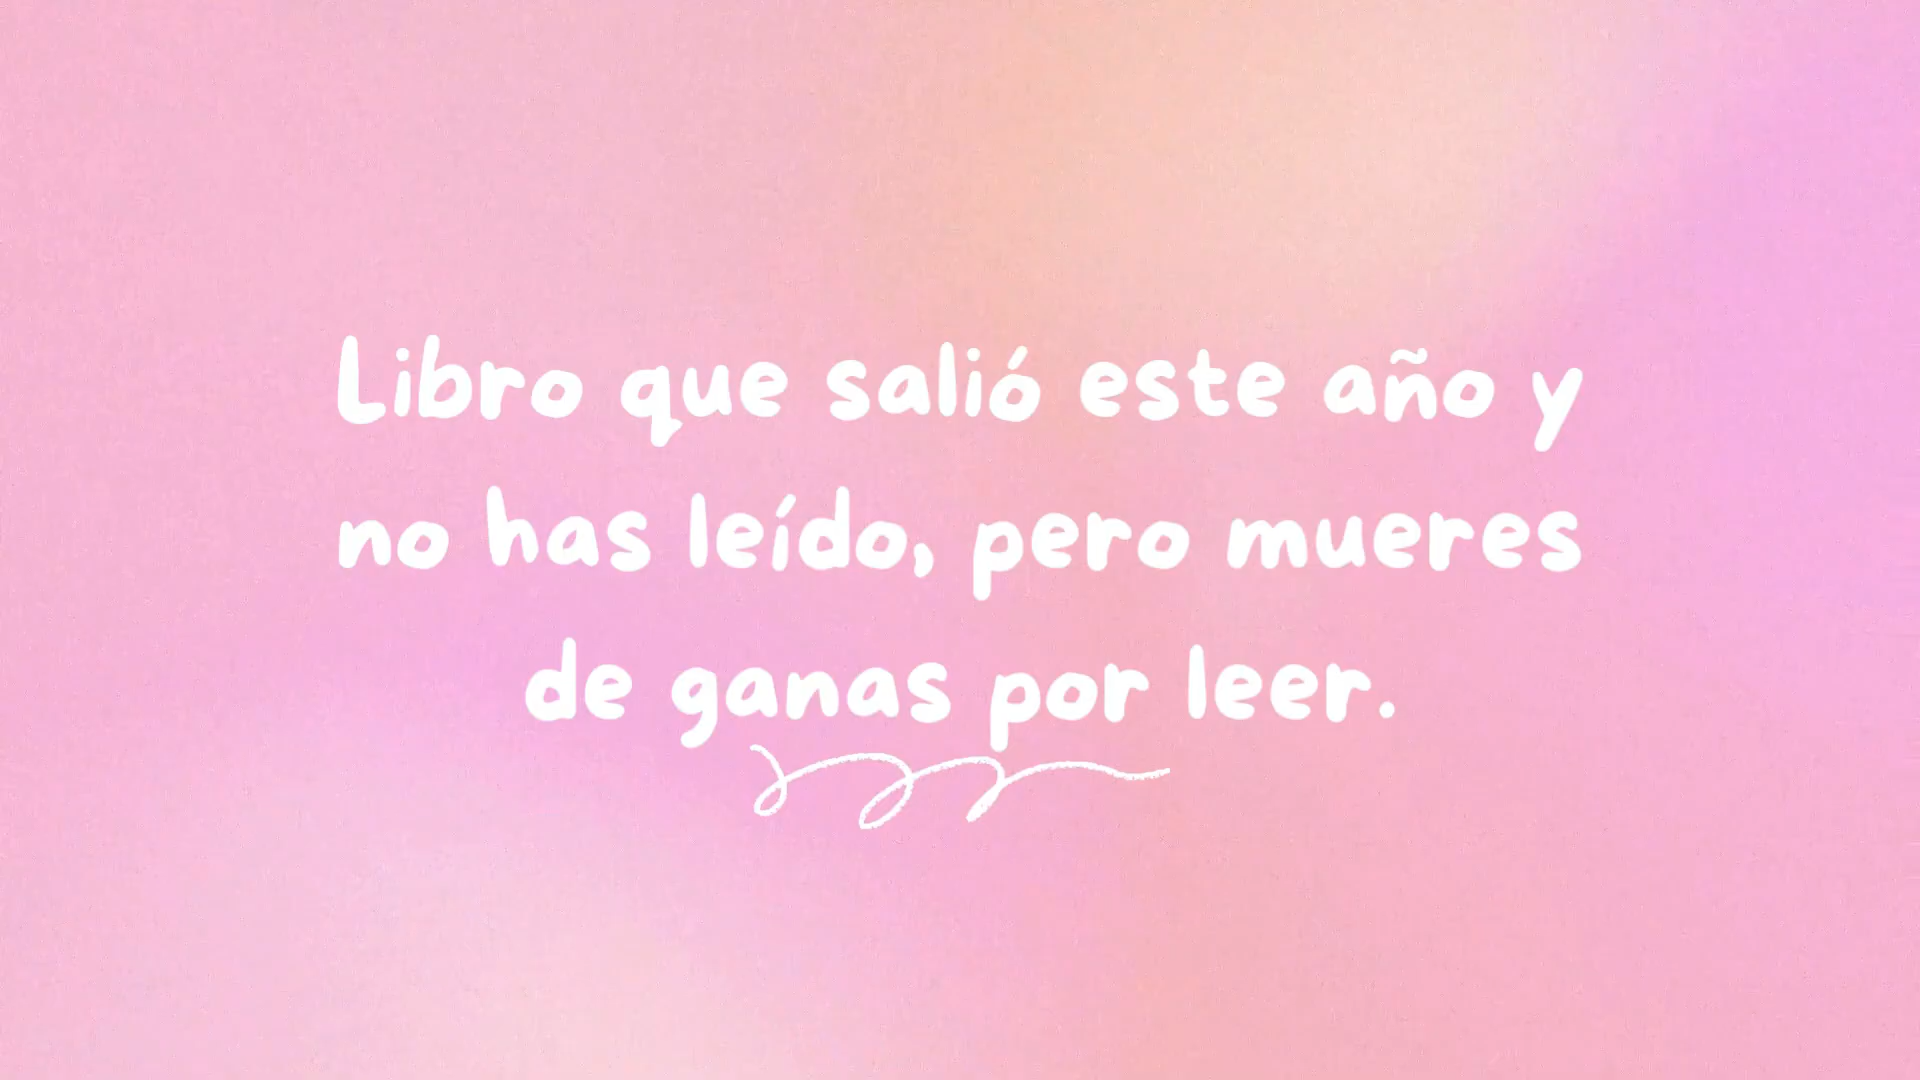 Libro que salió este año y
no has leído, pero mueres
de ganas por leer.